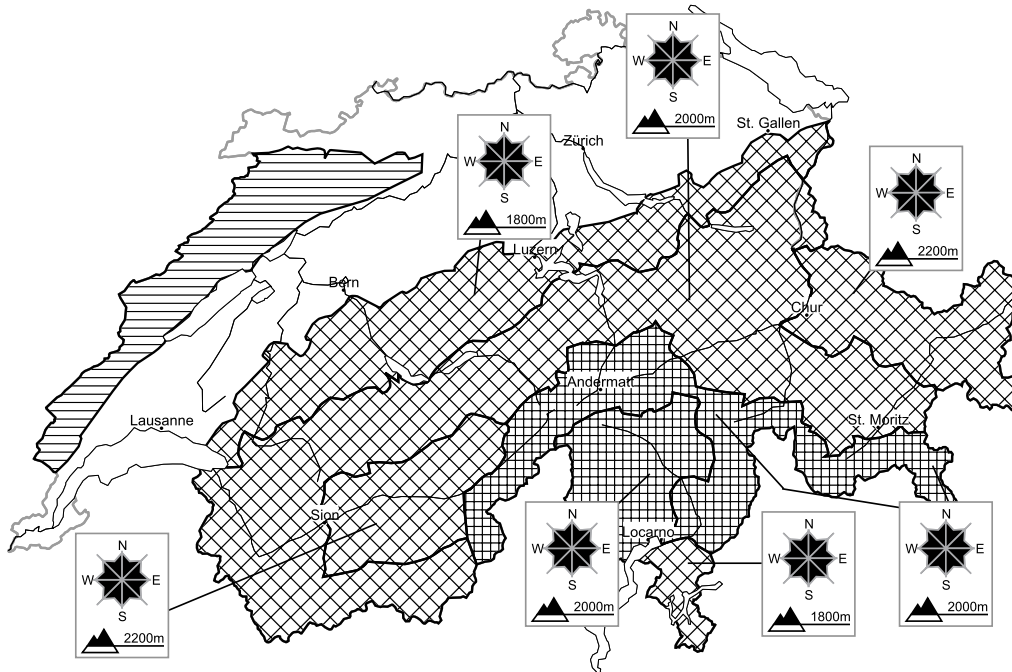 N
W E
S
2000m
St. Gallen
N
W E
S
1800m
Zürich
N
W E
S
2200m
Luzern
Bern
Chur
Andermatt
Lausanne
St. Moritz
Sion
Locarno
N
W E
S
2200m
N
W E
S
2000m
N
W E
S
1800m
N
W E
S
2000m